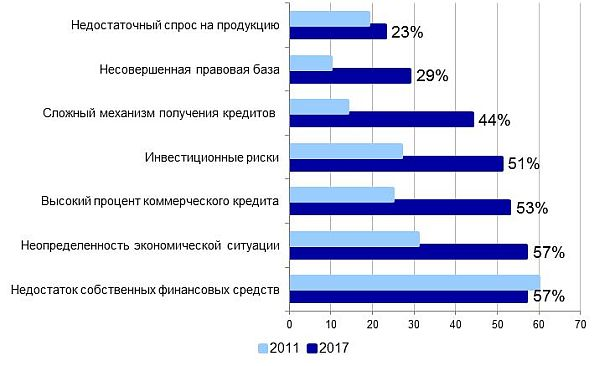 Недостаточный спрос на продукцию
23%
Несовершенная правовая база
29%
Сложный механизм получения кредитов
44%
Инвестиционные риски
51%
Высокий процент коммерческого кредита
53%
Неопределенность экономической ситуации
57%
Недостаток собственных финансовых средств
57%
0 10 20 30 40 50 60 70
2011 2017